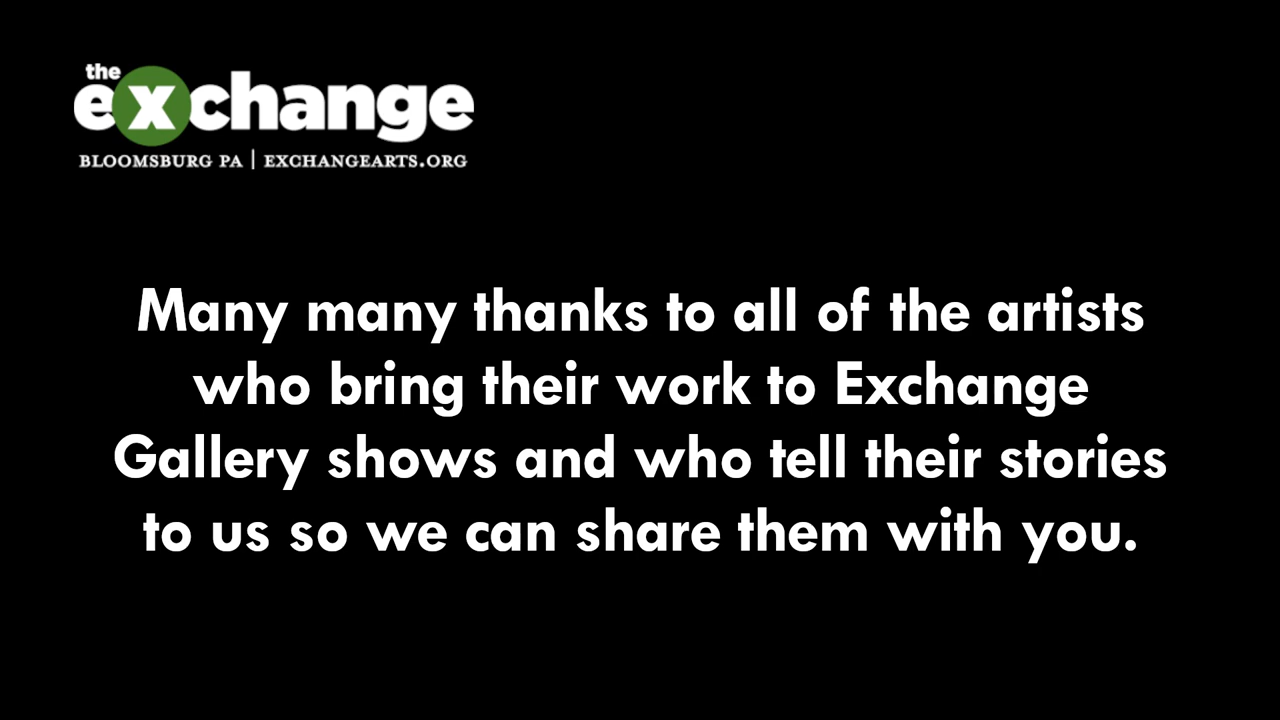 the
exchange
BLOOMSBURG PA | EXCHANGEARTS.ORG
Many many thanks to all of the artists
who bring their work to Exchange
Gallery shows and who tell their stories
to us so we can share them with you.